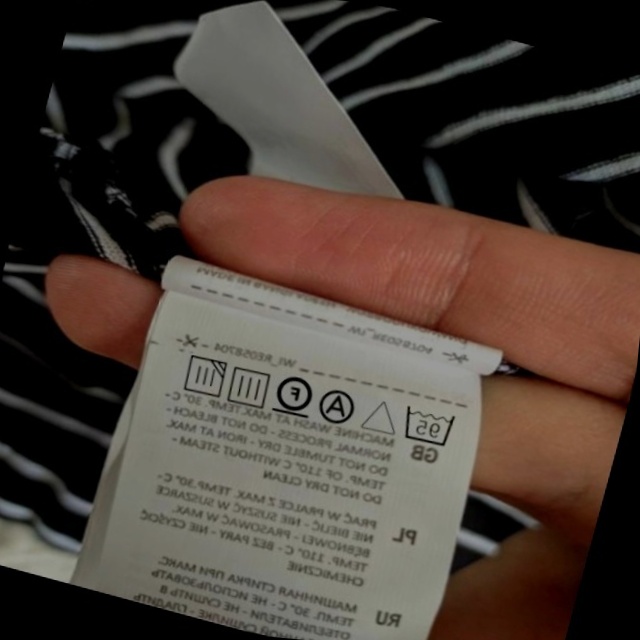 WI_RE058704
95 A F
GB
MACHINE WASH AT MAX.TEMP. 30˚C -
NORMAL PROCESS- DO NOT BLEACH
DO NOT TUMBLE DRY- IRON AT MAX.
TEMP. OF 110˚C WITHOUT STEAM -
DO NOT DRY CLEAN
PL
PRAĆ W PRALCE Z MAX. TEMP 30˚C-
NIE BIELIĆ - NIE SUSZYĆ W SUSZARCE
BĘBNOWEJ- PRASOWAĆ W MAX.
TEMP. 110˚C - BEZ PARY - NIE CZYŚCIĆ
CHEMICZNIE
RU
МАШИННАЯ СТИРКА ПРИ МАКС.
ТЕМП. 30˚C - НЕ ИСПОЛЬЗОВАТЬ
ОТБЕЛИВАТЕЛИ - НЕ СУШИТЬ В